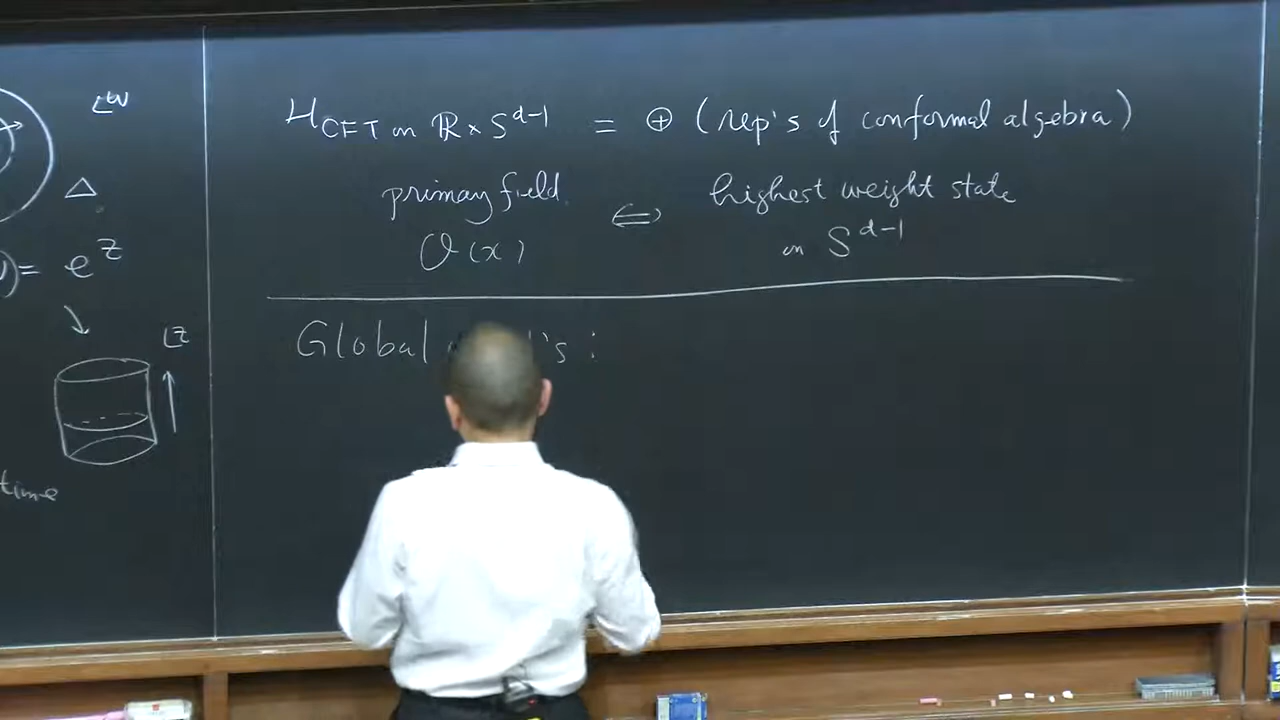 ∟w
Δ
)= e^z
↘
∟z
time
H_CFT on ℝ × S^{d-1} = ⊕ (rep's of conformal algebra)
primary field ⇔ highest weight state
O(x) on S^{d-1}
Global 's :